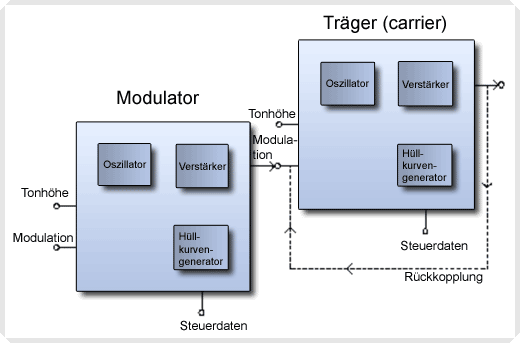 Träger (carrier)
Oszillator
Verstärker
Tonhöhe
Modula-
tion
Hüll-
kurven-
generator
Steuerdaten
Rückkopplung
Modulator
Oszillator
Verstärker
Tonhöhe
Modulation
Hüll-
kurven-
generator
Steuerdaten